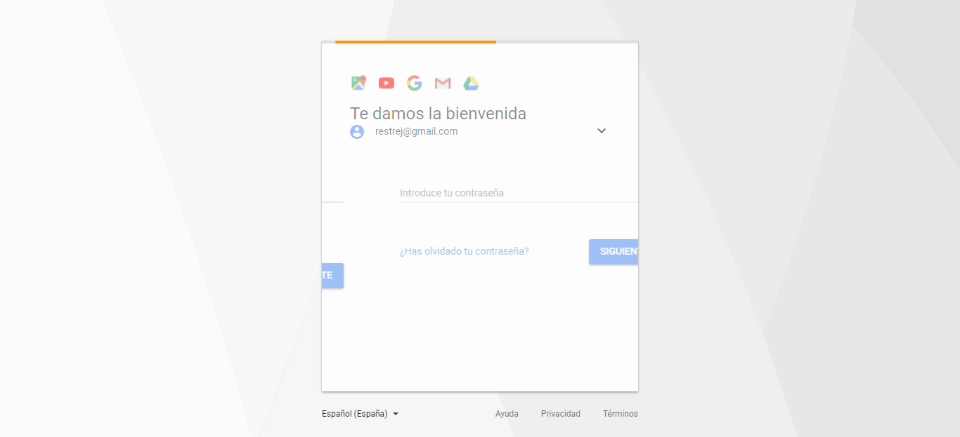 Te damos la bienvenida
restrej@gmail.com
Introduce tu contraseña
¿Has olvidado tu contraseña?
SIGUIENT
TE
Español (España)
Ayuda Privacidad Términos